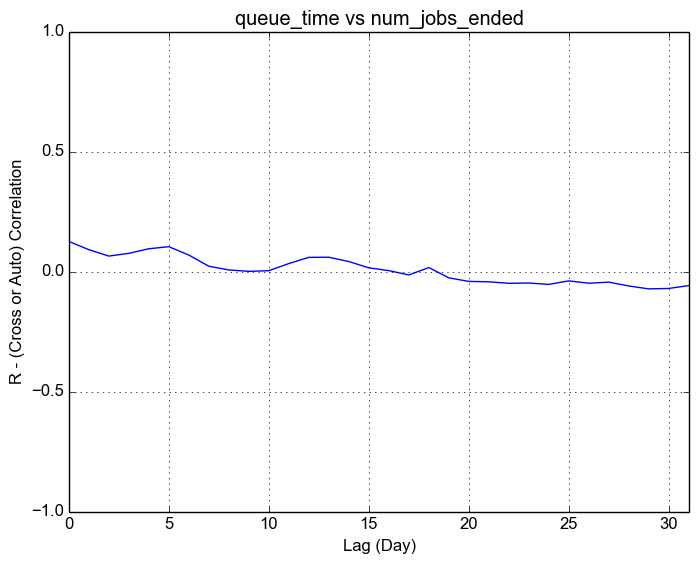 queue_time vs num_jobs_ended
1.0
0.5
0.0
−0.5
−1.0
R - (Cross or Auto) Correlation
0 5 10 15 20 25 30
Lag (Day)